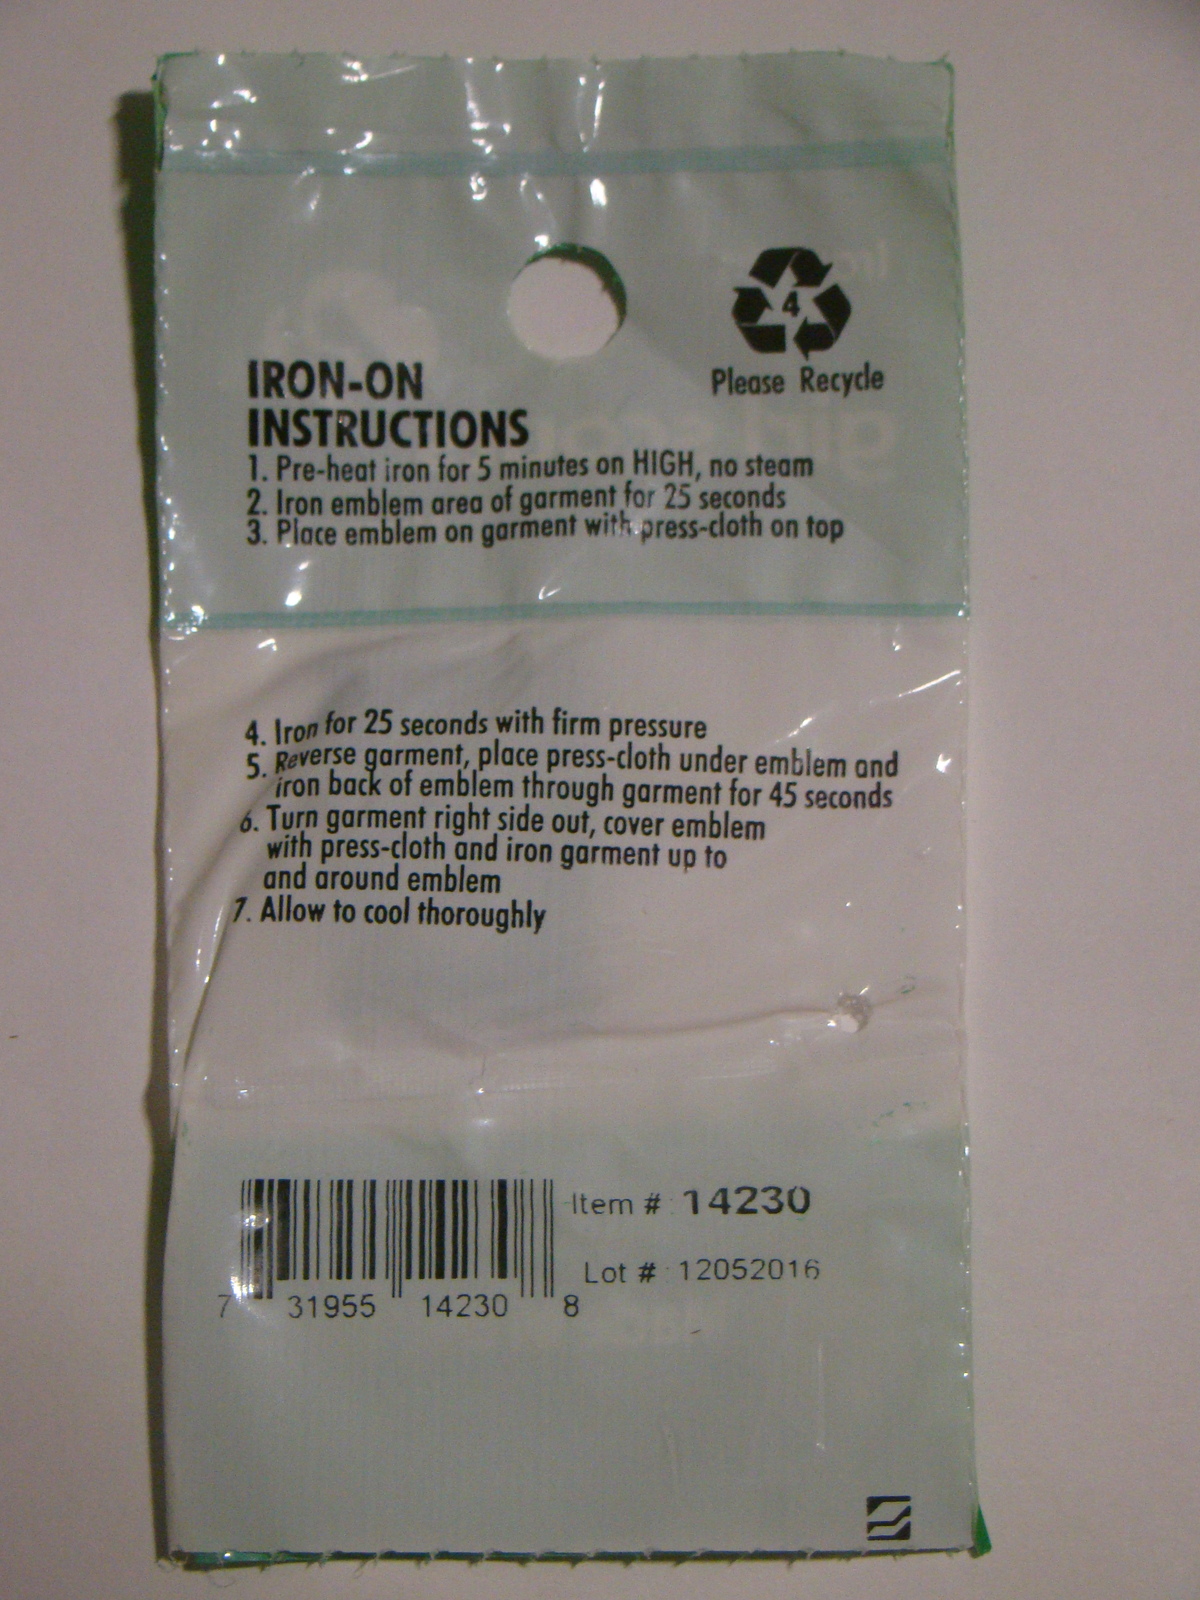 4
Please Recycle
IRON-ON
INSTRUCTIONS
1. Pre-heat iron for 5 minutes on HIGH, no steam
2. Iron emblem area of garment for 25 seconds
3. Place emblem on garment with press-cloth on top
4. Iron for 25 seconds with firm pressure
5. Reverse garment, place press-cloth under emblem and
iron back of emblem through garment for 45 seconds
6. Turn garment right side out, cover emblem
with press-cloth and iron garment up to
and around emblem
7. Allow to cool thoroughly
Item # 14230
Lot # 12052016
7 31955 14230 8